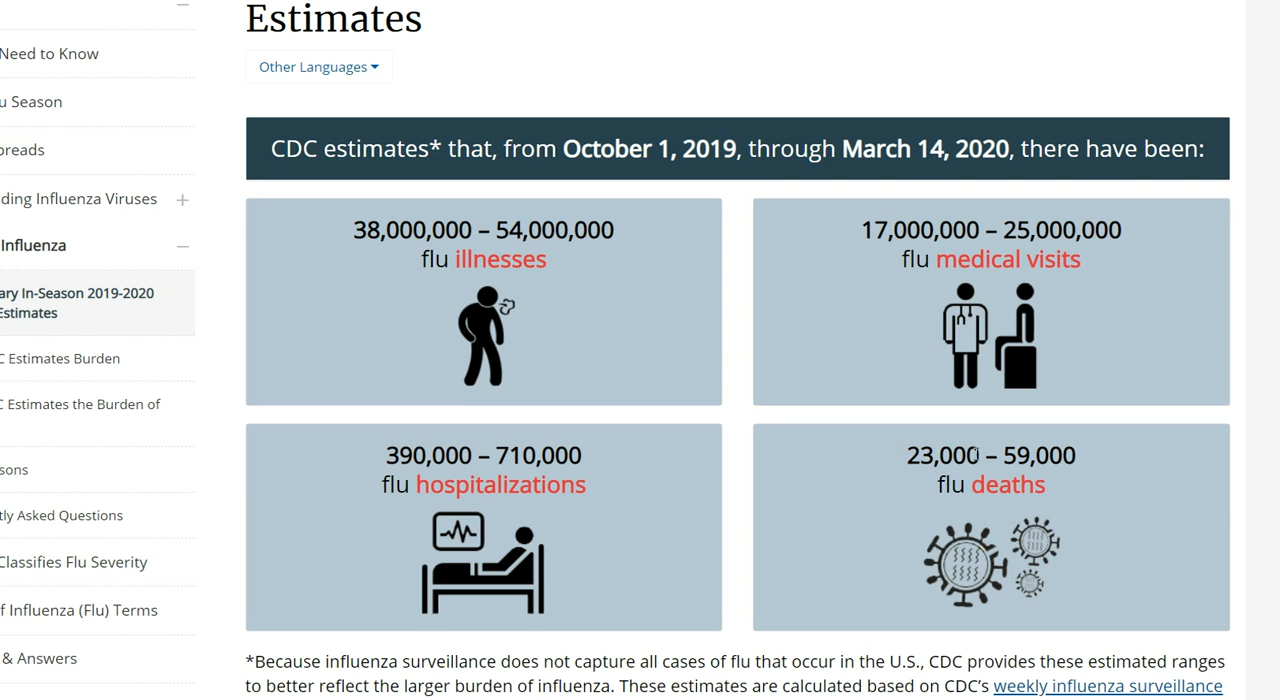 Estimates
Other Languages
Need to Know
u Season
preads
ding Influenza Viruses
Influenza
ary In-Season 2019-2020
Estimates
C Estimates Burden
C Estimates the Burden of
sons
tly Asked Questions
Classifies Flu Severity
f Influenza (Flu) Terms
& Answers
CDC estimates* that, from October 1, 2019, through March 14, 2020, there have been:
38,000,000 – 54,000,000
flu illnesses
17,000,000 – 25,000,000
flu medical visits
390,000 – 710,000
flu hospitalizations
23,000 – 59,000
flu deaths
*Because influenza surveillance does not capture all cases of flu that occur in the U.S., CDC provides these estimated ranges
to better reflect the larger burden of influenza. These estimates are calculated based on CDC’s weekly influenza surveillance